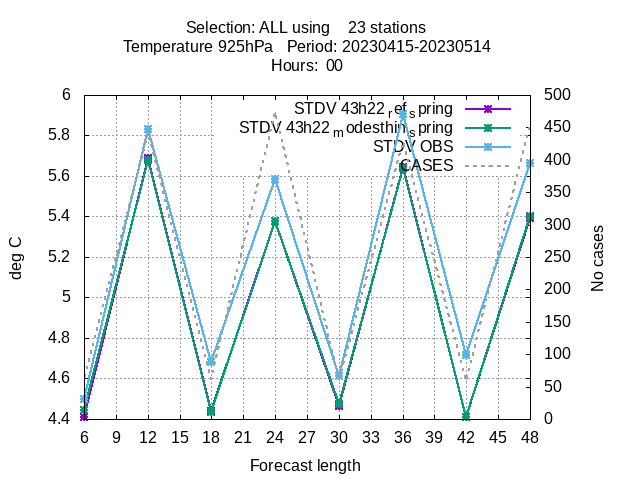 Selection: ALL using    23 stations
Temperature 925hPa   Period: 20230415-20230514
Hours:  00
STDV 43h22_ref_spring
STDV 43h22_modesthin_spring
STDV OBS
CASES
6
5.8
5.6
5.4
5.2
5
4.8
4.6
4.4
deg C
500
450
400
350
300
250
200
150
100
50
0
No cases
6 9 12 15 18 21 24 27 30 33 36 39 42 45 48
Forecast length